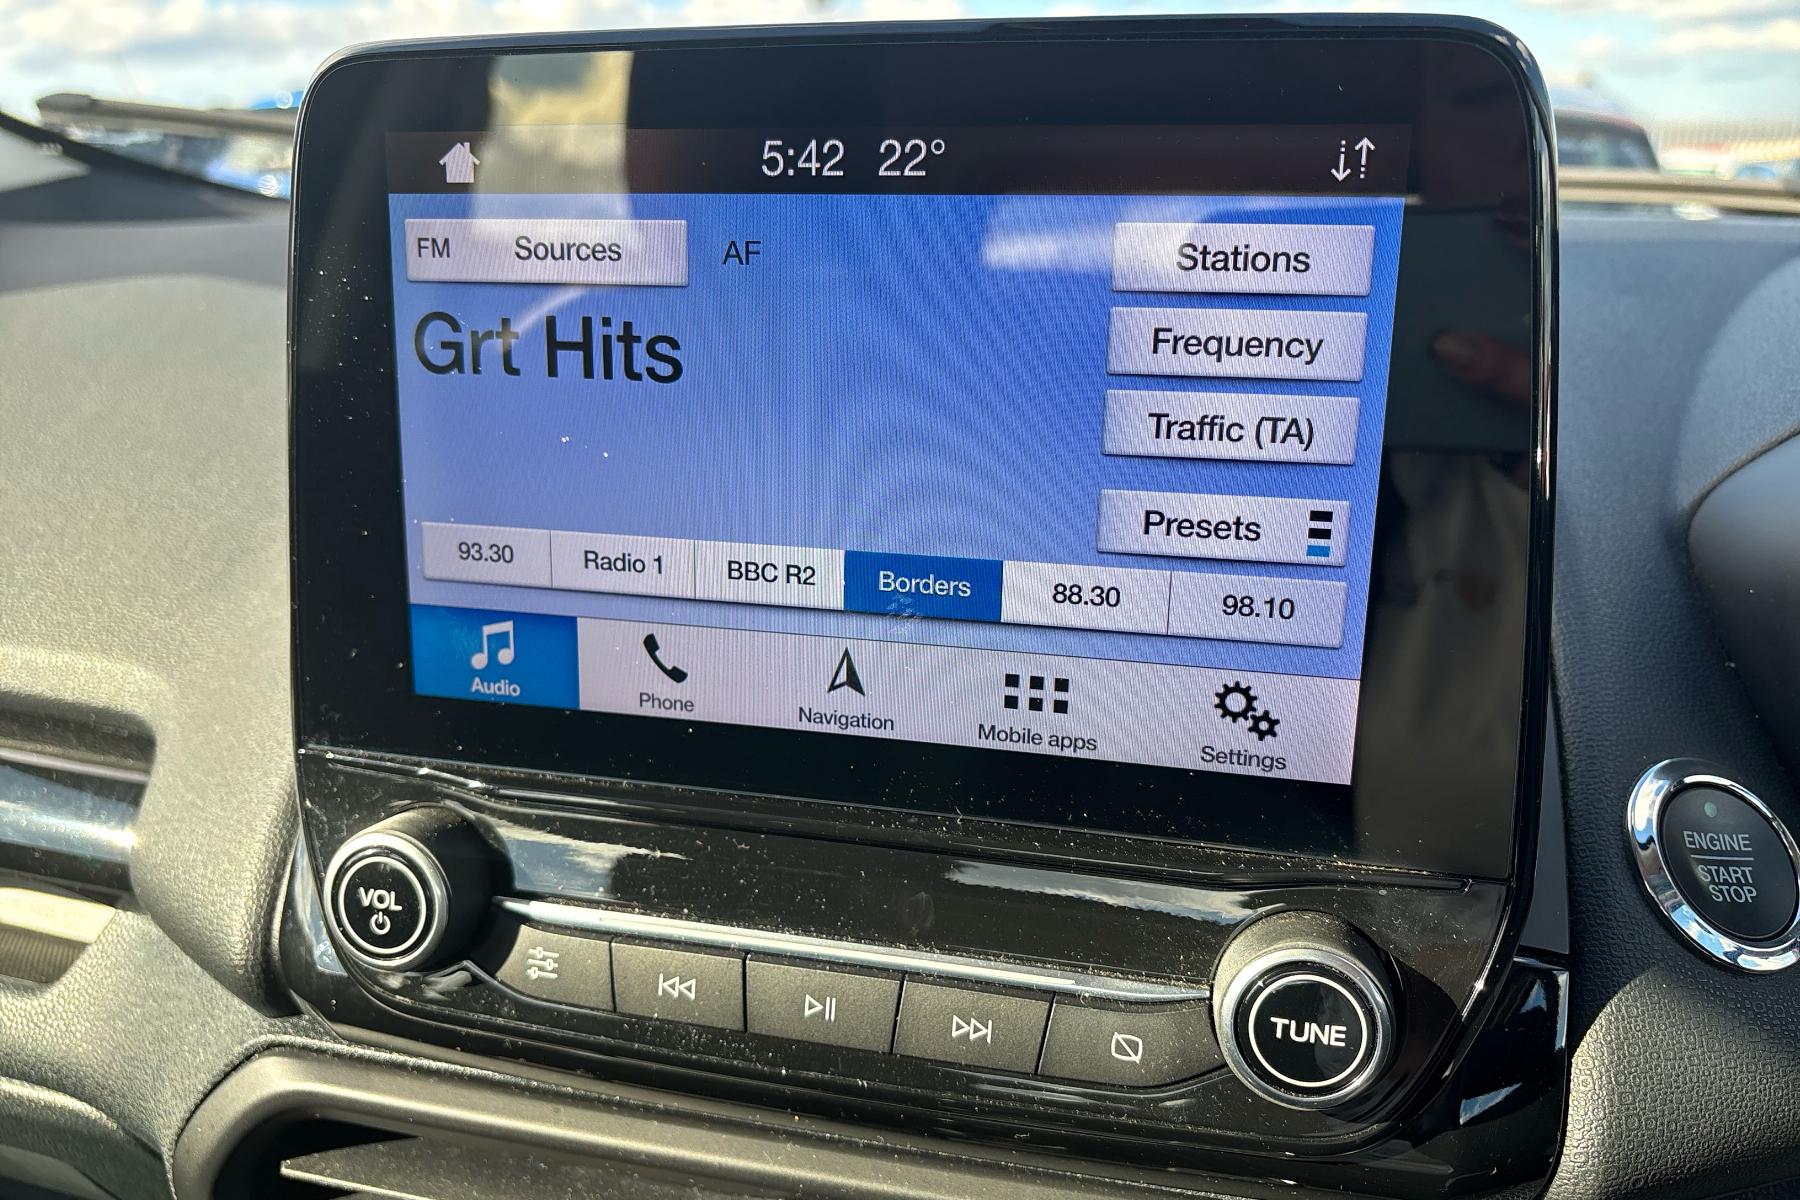 5:42 22°
FM Sources AF Stations
Grt Hits
Frequency
Traffic (TA)
Presets
93.30 Radio 1 BBC R2 Borders 88.30 98.10
Audio Phone Navigation Mobile apps Settings
ENGINE
START
STOP
VOL
TUNE